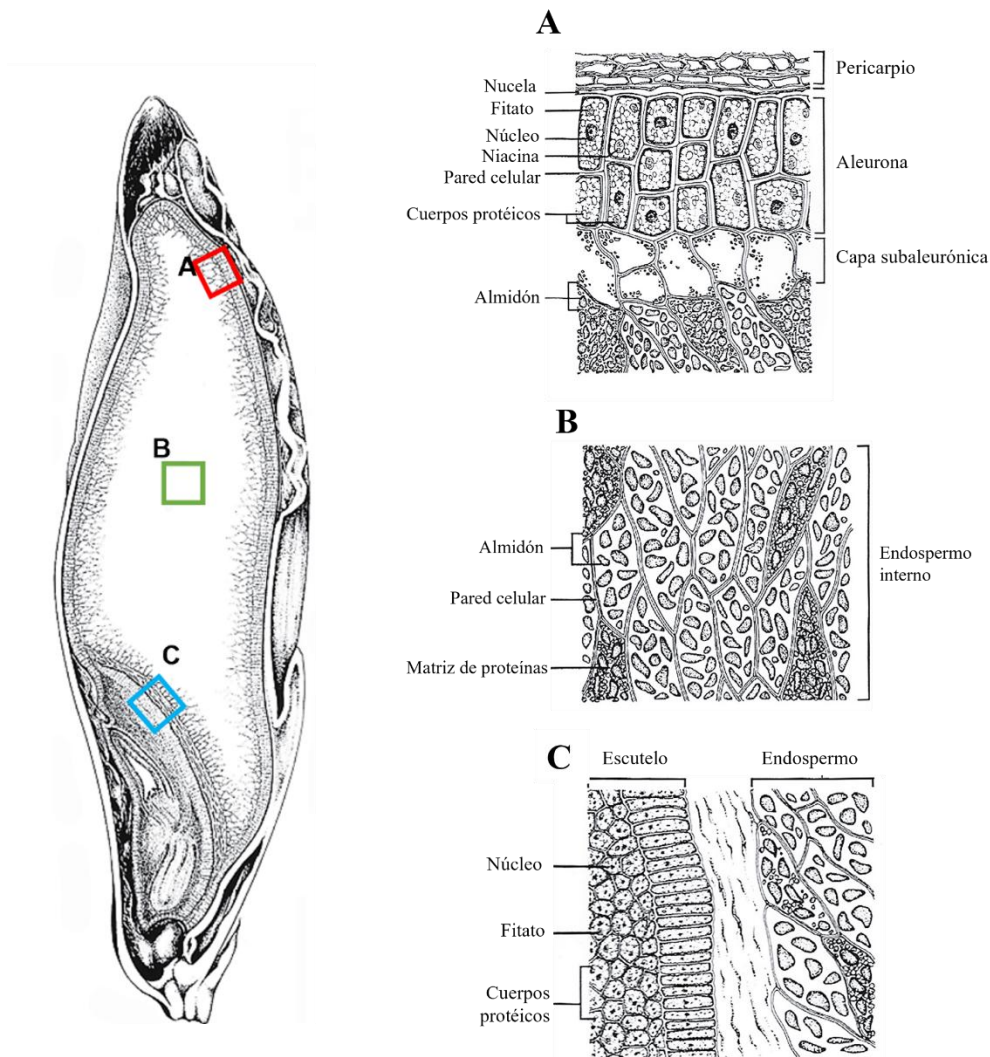 A
B
C
A
Pericarpio
Nucela
Fitato
Núcleo
Niacina
Pared celular
Cuerpos protéicos
Aleurona
Capa subaleurónica
Almidón
B
Almidón
Pared celular
Matriz de proteínas
Endospermo
interno
C
Escutelo
Endospermo
Núcleo
Fitato
Cuerpos
protéicos